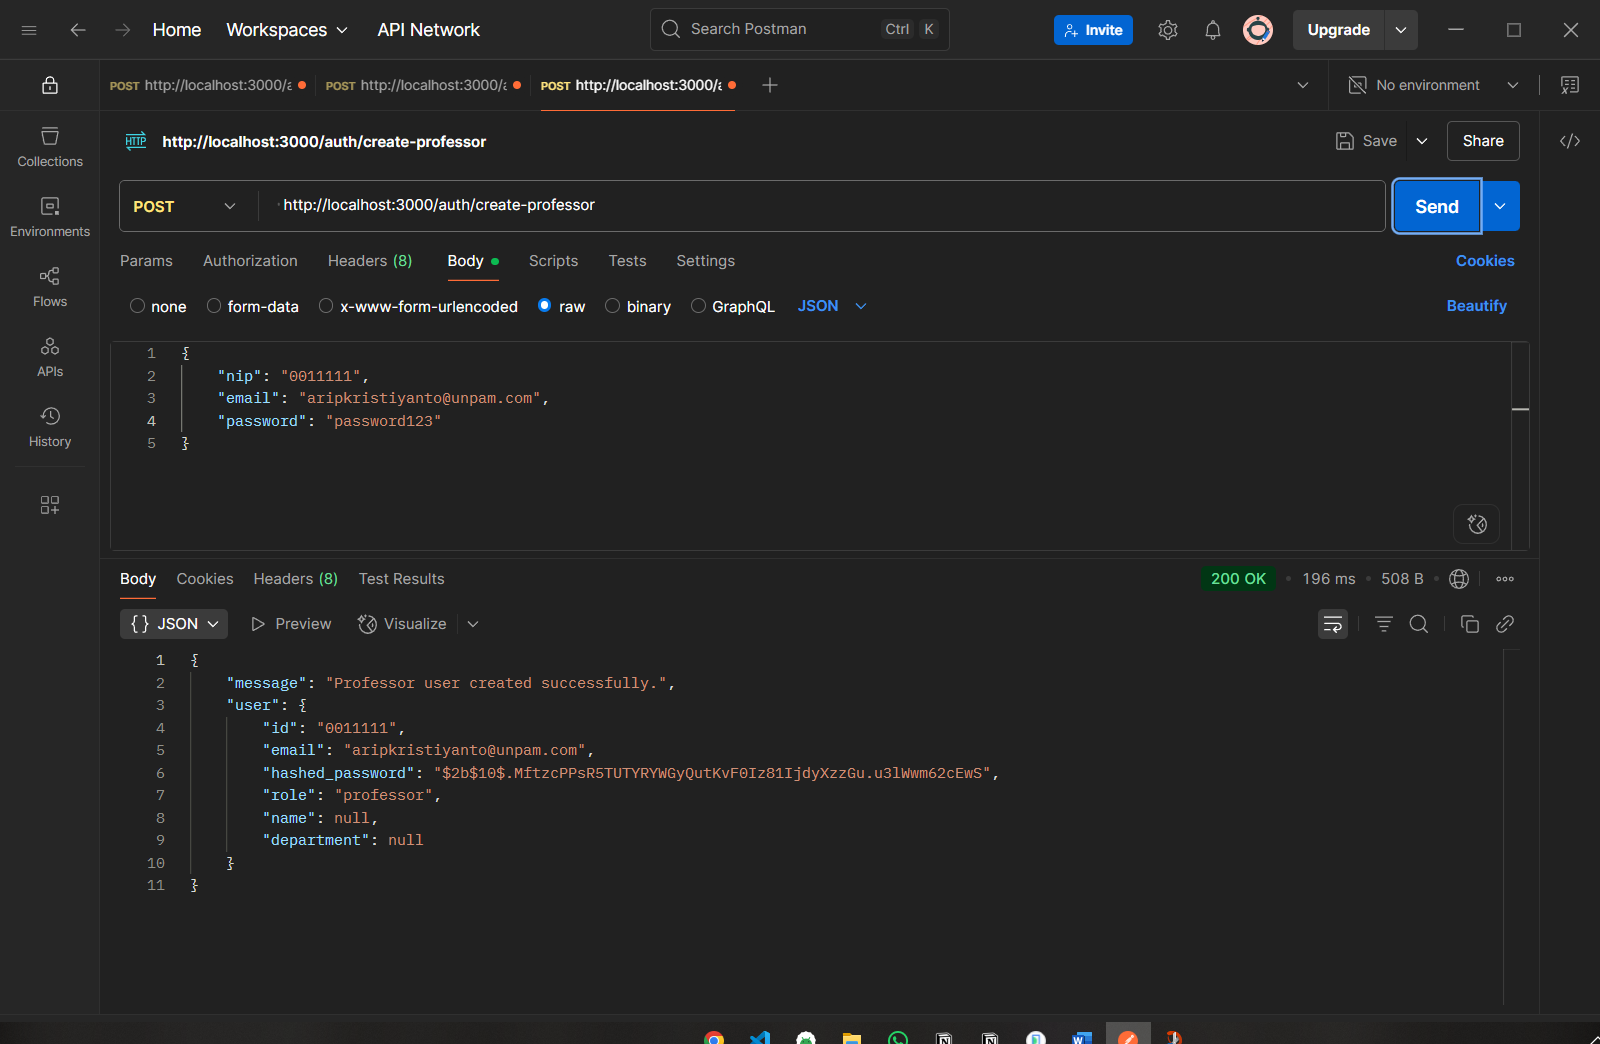 Home Workspaces API Network Search Postman Ctrl K Invite Upgrade
POST http://localhost:3000/a POST http://localhost:3000/a POST http://localhost:3000/a No environment
Collections
Environments
Flows
APIs
History
HTTP http://localhost:3000/auth/create-professor Save Share
POST http://localhost:3000/auth/create-professor Send
Params Authorization Headers (8) Body Scripts Tests Settings Cookies
none form-data x-www-form-urlencoded raw binary GraphQL JSON Beautify
1 {
2 "nip": "0011111",
3 "email": "aripkristiyanto@unpam.com",
4 "password": "password123"
5 }
Body Cookies Headers (8) Test Results 200 OK 196 ms 508 B
{} JSON Preview Visualize
1 {
2 "message": "Professor user created successfully.",
3 "user": {
4 "id": "0011111",
5 "email": "aripkristiyanto@unpam.com",
6 "hashed_password": "$2b$10$.MftzcPPsR5TUTYRYWGyQutKvF0Iz81IjdyXzzGu.u3lWwm62cEwS",
7 "role": "professor",
8 "name": null,
9 "department": null
10 }
11 }